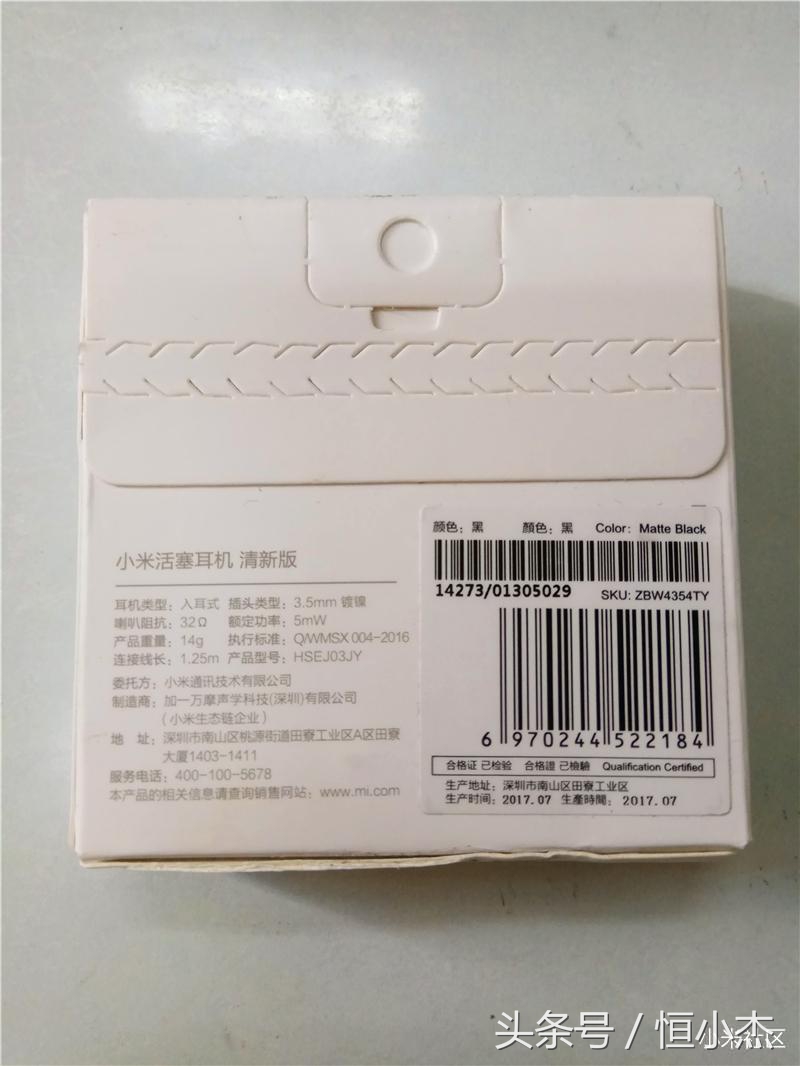 小米活塞耳机 清新版
耳机类型：入耳式 插头类型：3.5mm 镀镍
喇叭阻抗：32Ω 额定功率：5mW
产品重量：14g 执行标准：Q/WMSX 004-2016
连接线长：1.25m 产品型号：HSEJ03JY
委托方：小米通讯技术有限公司
制造商：加一万摩声学科技(深圳)有限公司
(小米生态链企业)
地 址：深圳市南山区桃源街道田寮工业区A区田寮
大厦1403-1411
服务电话：400-100-5678
本产品的相关信息请查询销售网站：www.mi.com
颜色：黑 顏色：黑 Color: Matte Black
14273/01305029 SKU: ZBW4354TY
6 970244 522184
合格证 已检验 合格證 已檢驗 Qualification Certified
生产地址：深圳市南山区田寮工业区
生产时间：2017.07 生產時間：2017.07
头条号 / 恒小杰
小米社区